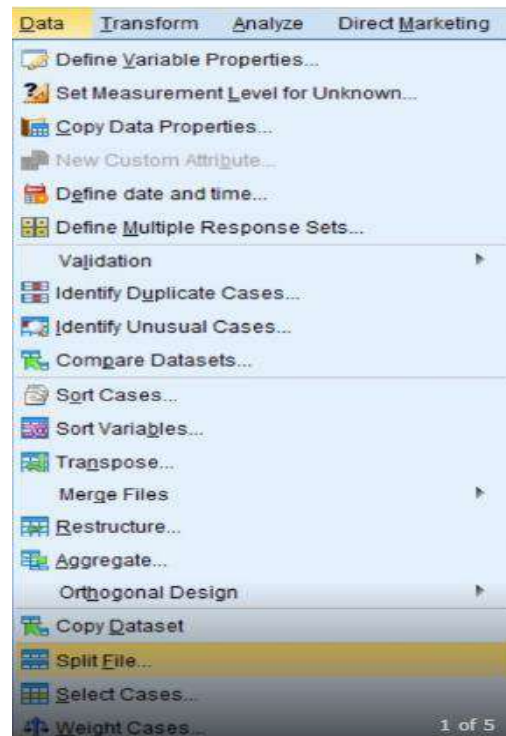 Data Transform Analyze Direct Marketing
Define Variable Properties...
Set Measurement Level for Unknown...
Copy Data Properties...
New Custom Attribute...
Define date and time...
Define Multiple Response Sets...
Validation
Identify Duplicate Cases...
Identify Unusual Cases...
Compare Datasets...
Sort Cases...
Sort Variables...
Transpose...
Merge Files
Restructure...
Aggregate...
Orthogonal Design
Copy Dataset
Split File...
Select Cases...
Weight Cases... 1 of 5